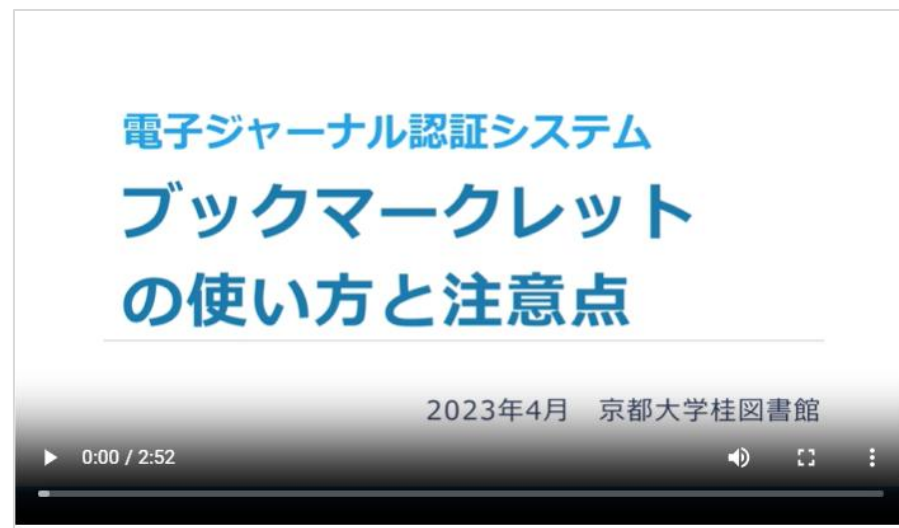 電子ジャーナル認証システム
ブックマークレット
の使い方と注意点
2023年4月　京都大学桂図書館
0:00 / 2:52